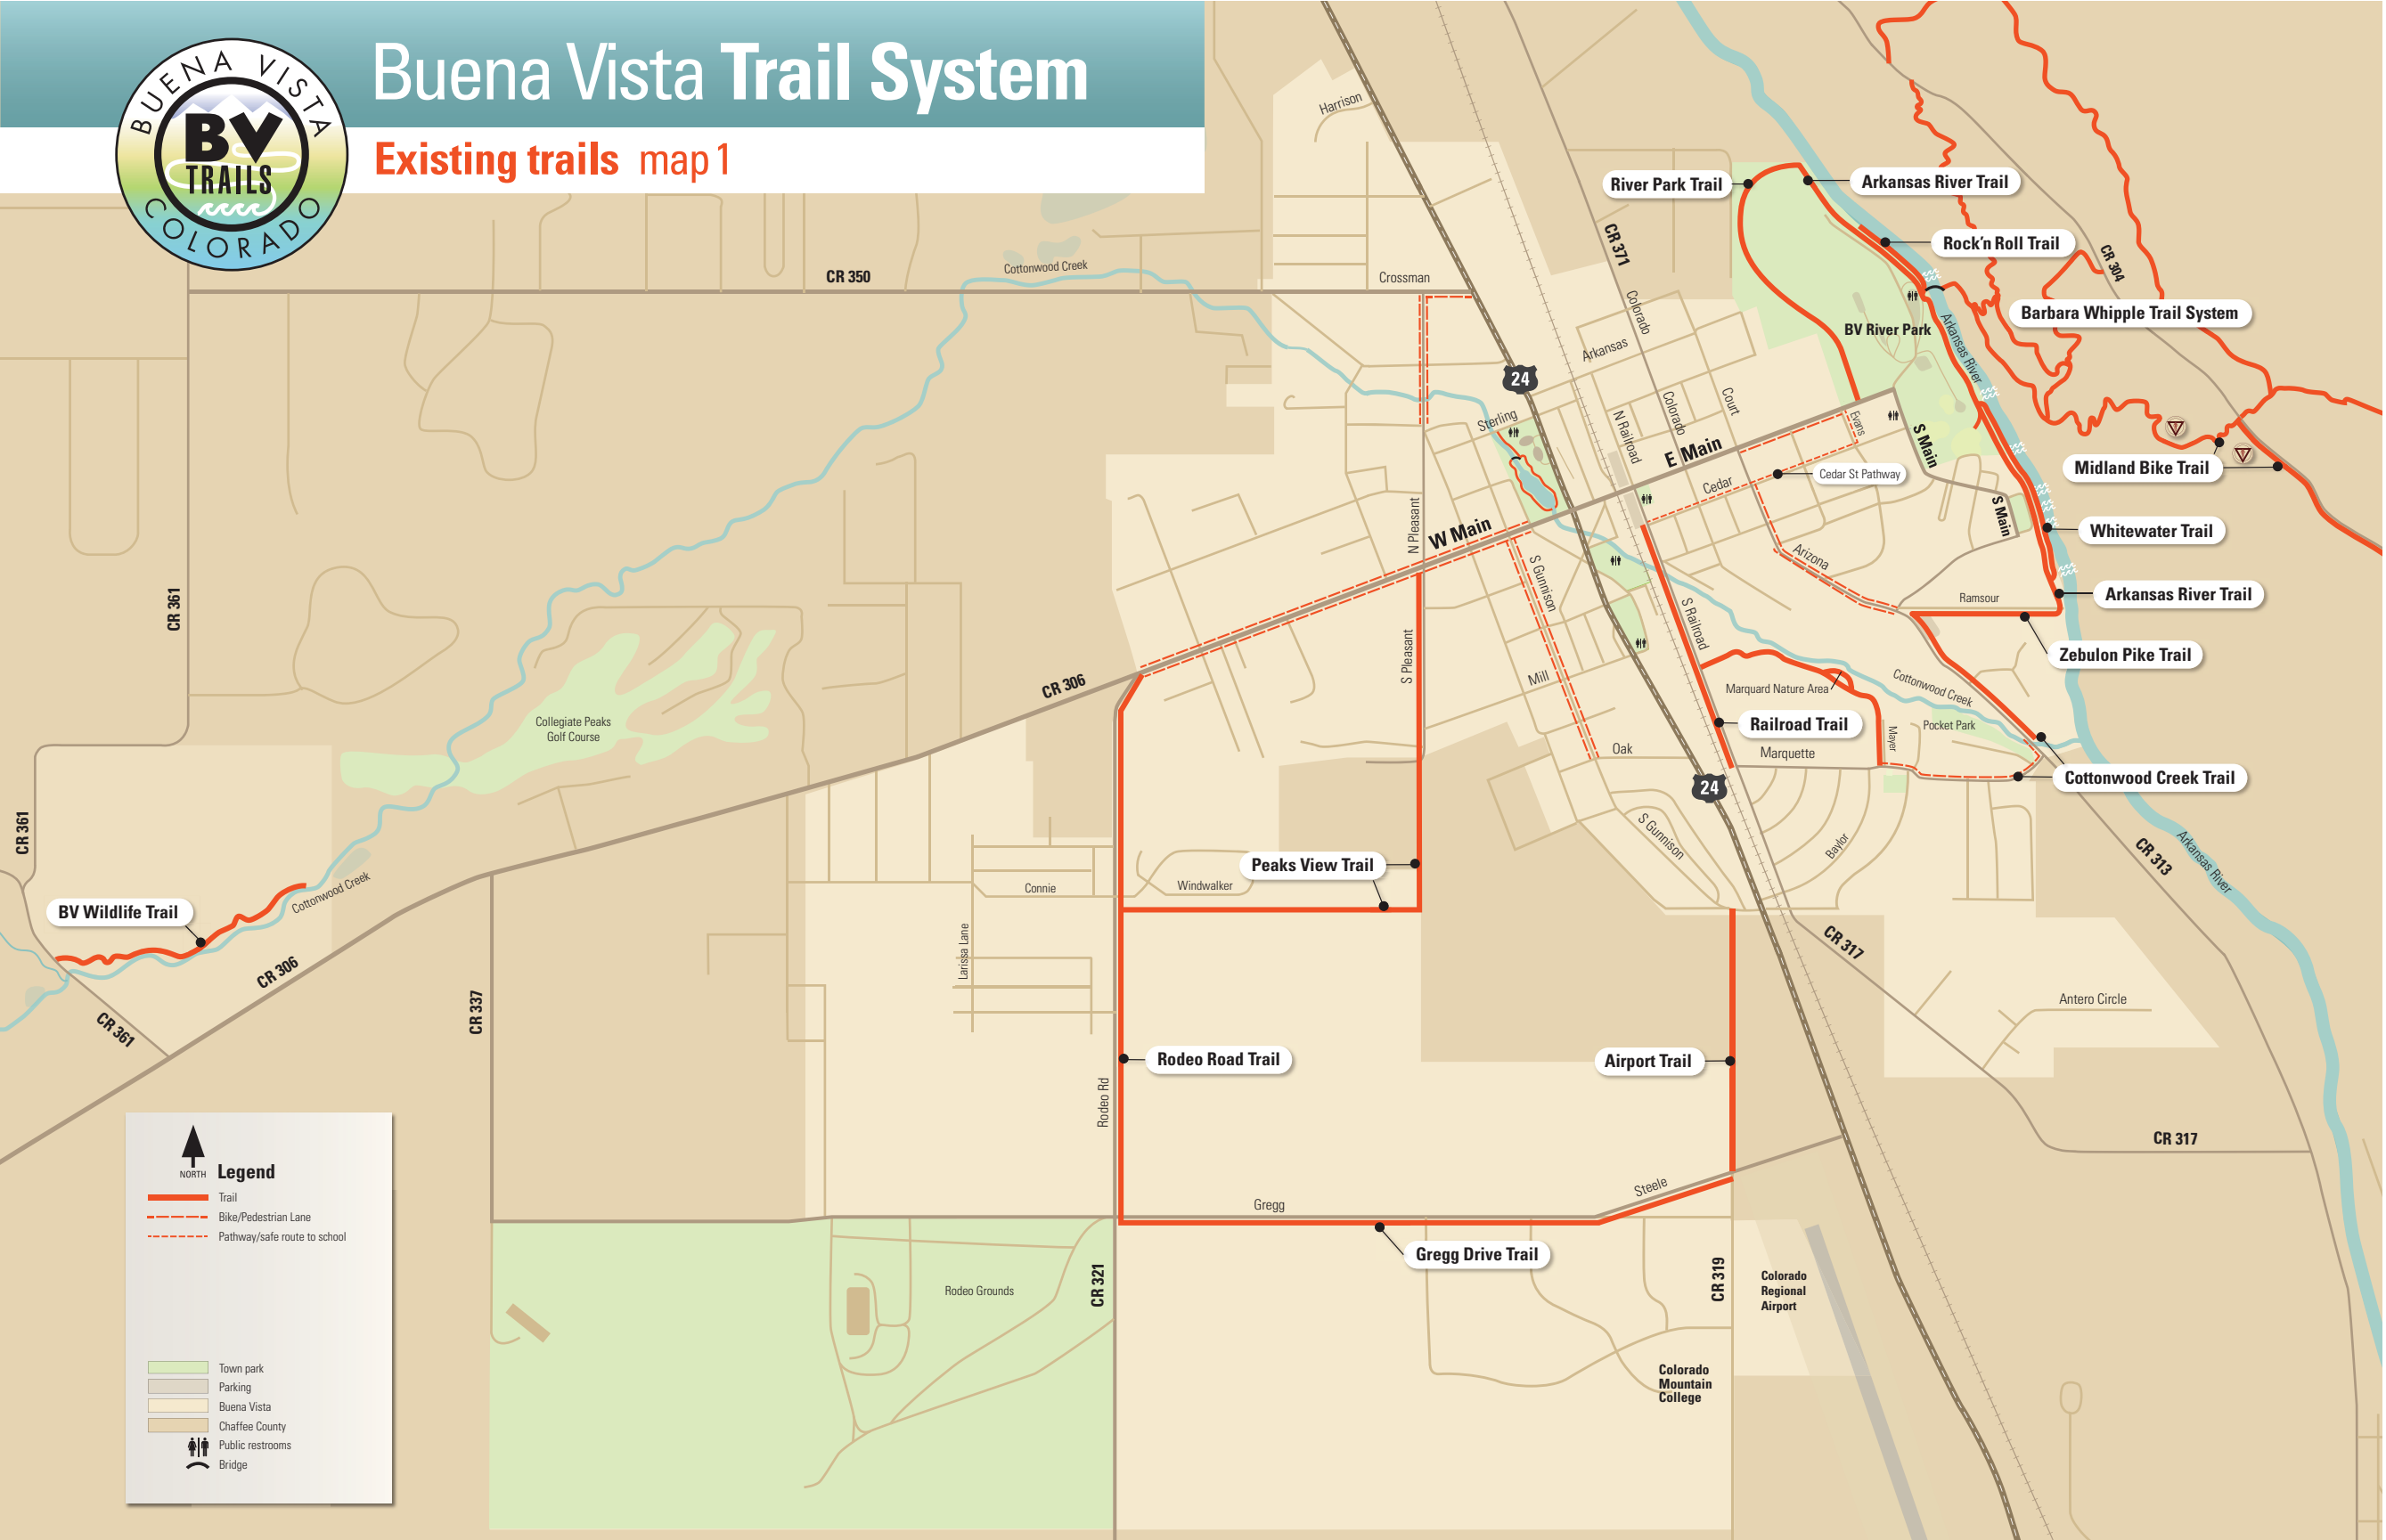 Buena Vista Trail System
Existing trails map 1
BUENA VISTA
BV
TRAILS
COLORADO
Harrison
CR 350
Cottonwood Creek
Crossman
CR 371
River Park Trail
Arkansas River Trail
Rock'n Roll Trail
CR 304
Barbara Whipple Trail System
Arkansas River
BV River Park
24
Colorado
Arkansas
Colorado
Court
Evans
Sterling
N Railroad
E Main
S Main
Midland Bike Trail
Cedar St Pathway
Cedar
S Main
N Pleasant
W Main
Whitewater Trail
Arizona
S Gunnison
Ramsour
Arkansas River Trail
CR 361
S Pleasant
S Railroad
Zebulon Pike Trail
CR 306
Mill
Marquard Nature Area
Cottonwood Creek
Collegiate Peaks
Golf Course
Railroad Trail
Mayer
Pocket Park
Oak
Marquette
Cottonwood Creek Trail
24
CR 361
S Gunnison
Baylor
CR 313
Arkansas River
Peaks View Trail
Connie
Windwalker
Cottonwood Creek
BV Wildlife Trail
Larissa Lane
CR 317
CR 306
CR 361
CR 337
Antero Circle
Rodeo Road Trail
Airport Trail
Rodeo Rd
CR 317
NORTH
Legend
Trail
Bike/Pedestrian Lane
Pathway/safe route to school
Town park
Parking
Buena Vista
Chaffee County
Public restrooms
Bridge
Gregg
Steele
Gregg Drive Trail
Rodeo Grounds
CR 321
CR 319
Colorado
Regional
Airport
Colorado
Mountain
College